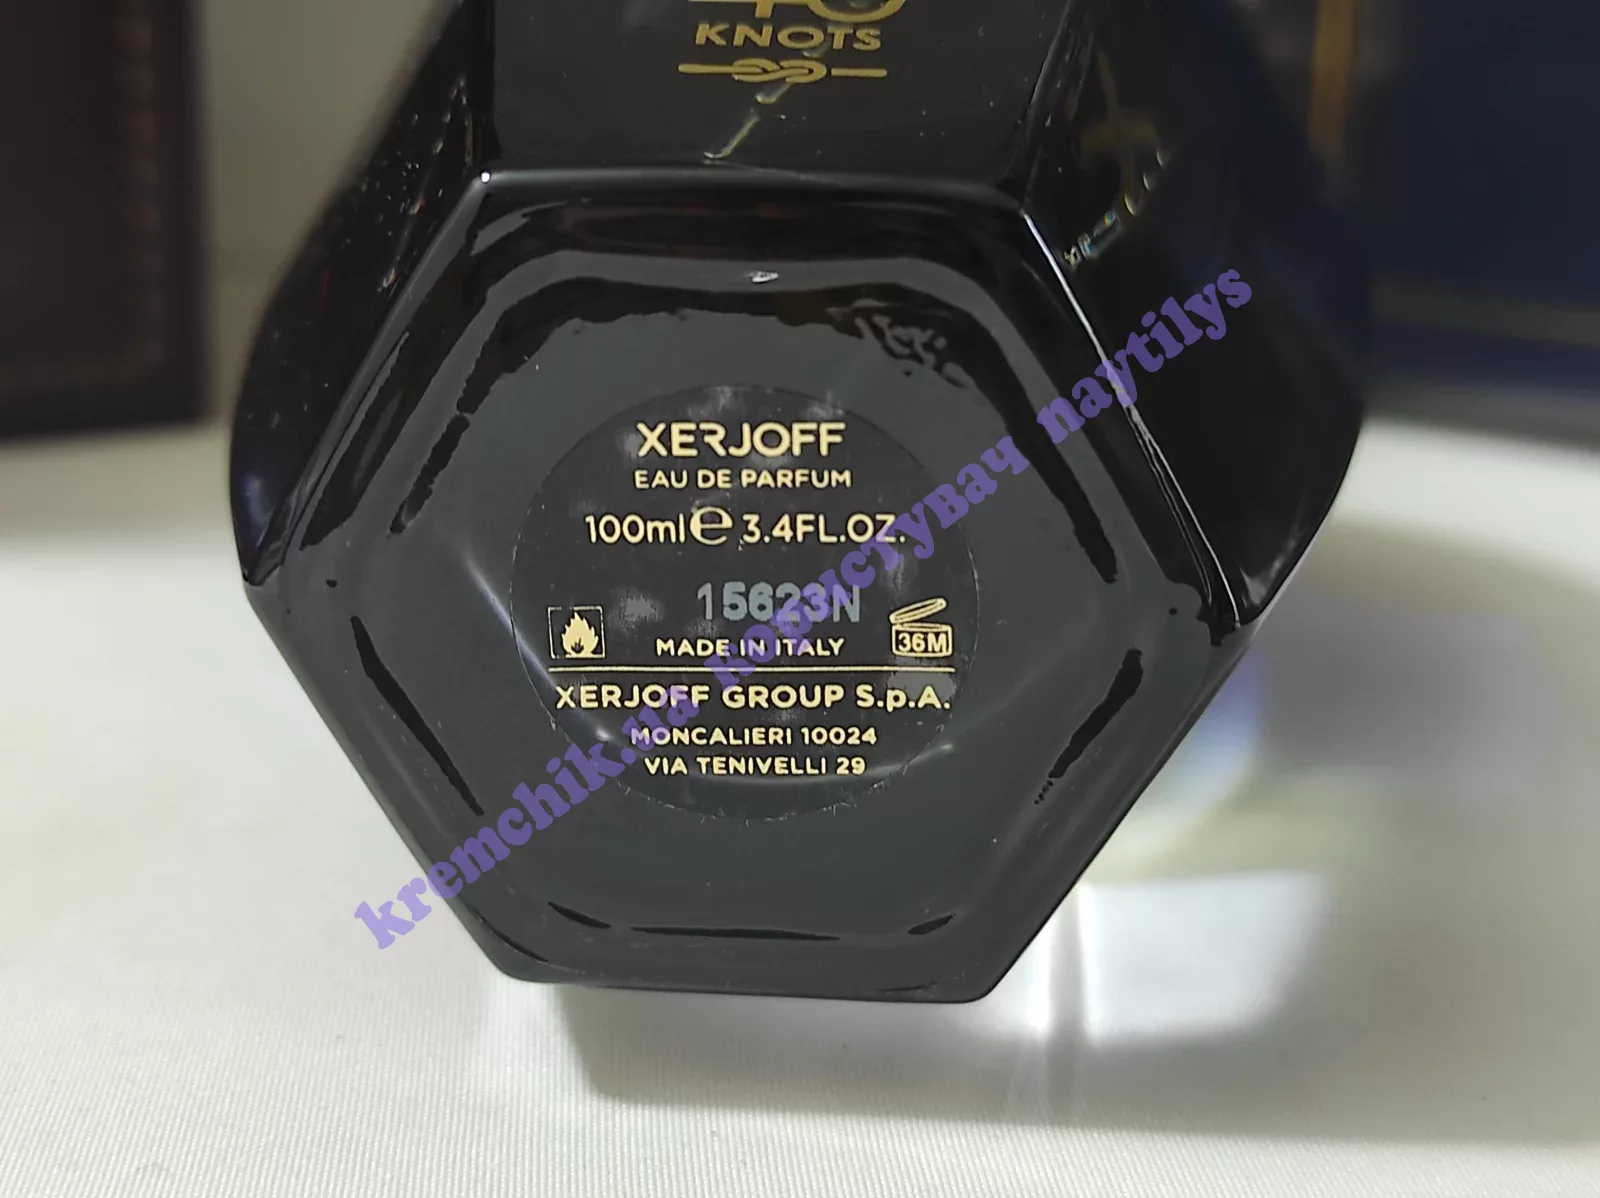 40
KNOTS
XERJOFF
EAU DE PARFUM
100ml℮ 3.4FL.OZ.
15623N
MADE IN ITALY
36M
XERJOFF GROUP S.p.A.
MONCALIERI 10024
VIA TENIVELLI 29
kremchik.ua користувач naytilys